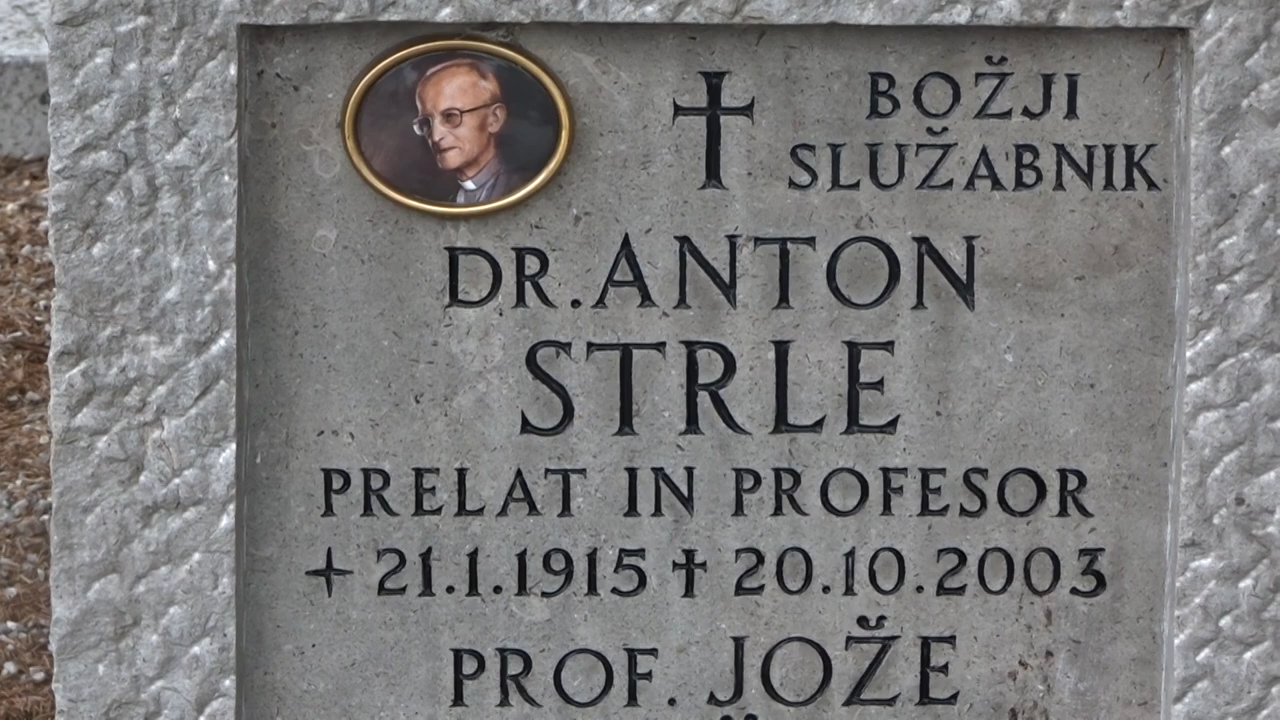 † BOŽJI
SLUŽABNIK
DR. ANTON
STRLE
PRELAT IN PROFESOR
+ 21.1.1915 † 20.10.2003
PROF. JOŽE